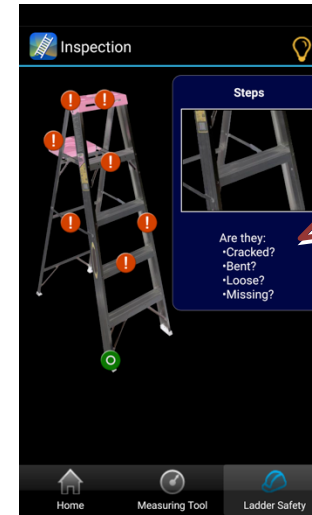 Inspection
Steps
Are they:
•Cracked?
•Bent?
•Loose?
•Missing?
Home
Measuring Tool
Ladder Safety